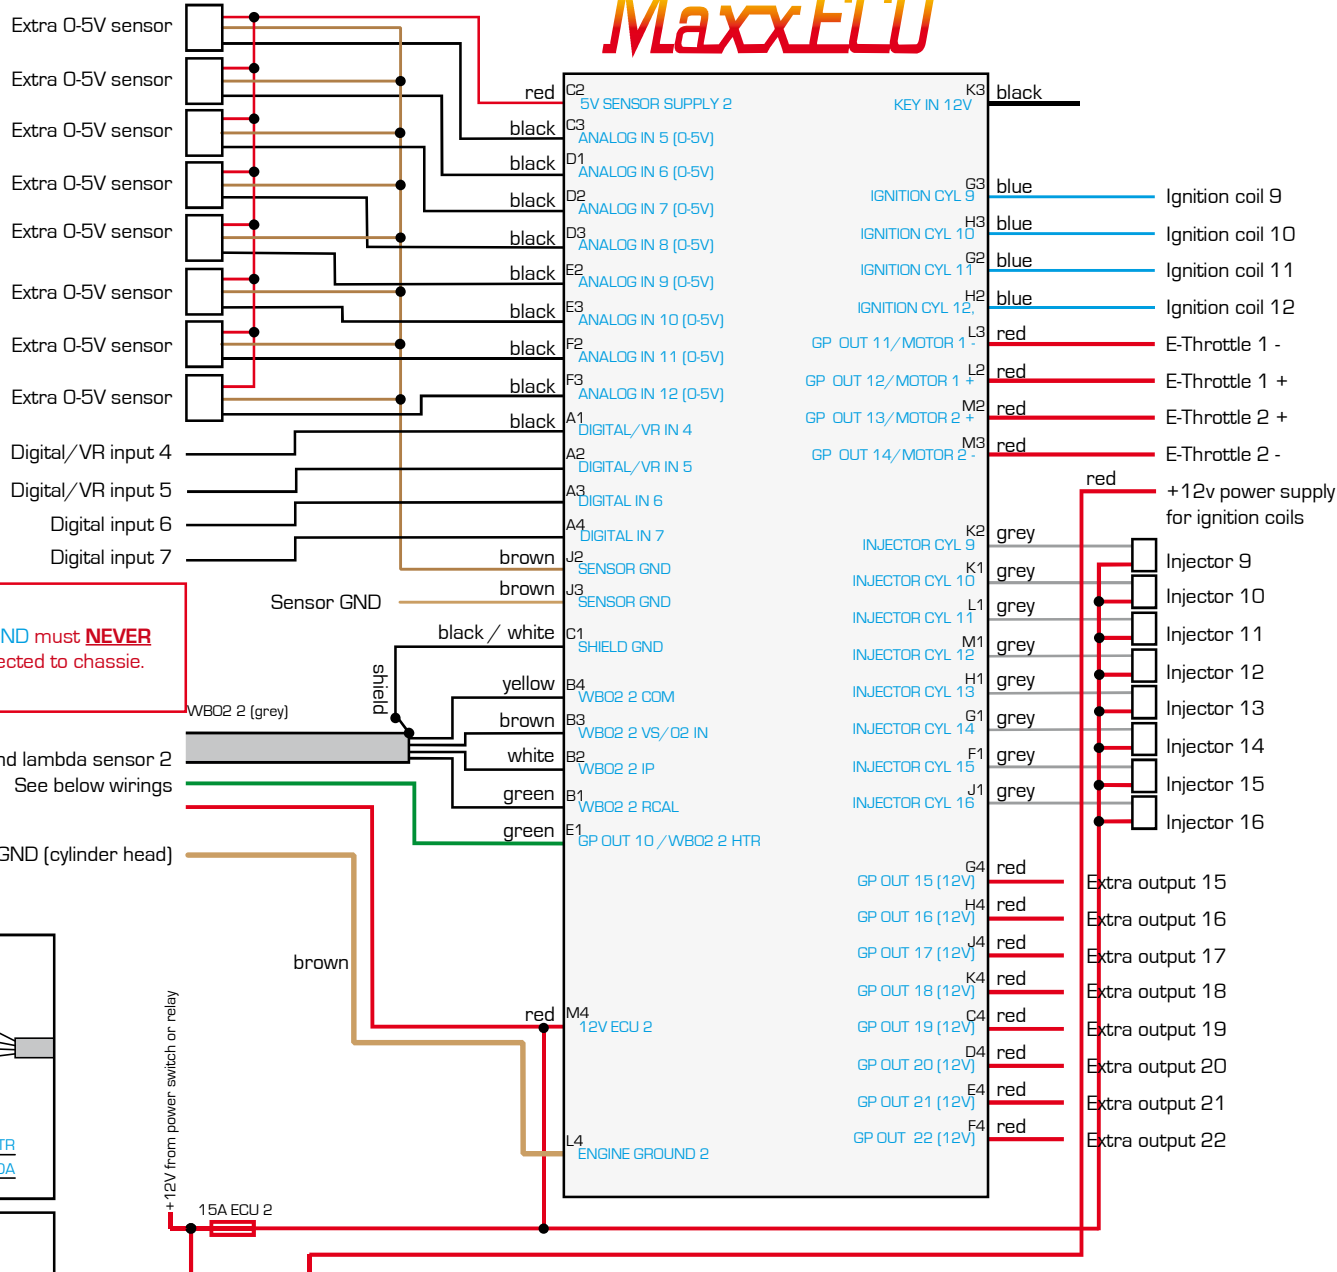 MaxxECU
Extra 0-5V sensor
Extra 0-5V sensor
Extra 0-5V sensor
Extra 0-5V sensor
Extra 0-5V sensor
Extra 0-5V sensor
Extra 0-5V sensor
Extra 0-5V sensor
Digital/VR input 4
Digital/VR input 5
Digital input 6
Digital input 7
Sensor GND
ND must NEVER
ected to chassie.
WBO2 2 (grey)
shield
nd lambda sensor 2
See below wirings
GND (cylinder head)
brown
+12V from power switch or relay
15A ECU 2
TR
DA
red C2 5V SENSOR SUPPLY 2
black C3 ANALOG IN 5 (0-5V)
black D1 ANALOG IN 6 (0-5V)
black D2 ANALOG IN 7 (0-5V)
black D3 ANALOG IN 8 (0-5V)
black E2 ANALOG IN 9 (0-5V)
black E3 ANALOG IN 10 (0-5V)
black F2 ANALOG IN 11 (0-5V)
black F3 ANALOG IN 12 (0-5V)
black A1 DIGITAL/VR IN 4
A2 DIGITAL/VR IN 5
A3 DIGITAL IN 6
A4 DIGITAL IN 7
brown J2 SENSOR GND
brown J3 SENSOR GND
black / white C1 SHIELD GND
yellow B4 WBO2 2 COM
brown B3 WBO2 2 VS/O2 IN
white B2 WBO2 2 IP
green B1 WBO2 2 RCAL
green E1 GP OUT 10 /WBO2 2 HTR
red M4 12V ECU 2
L4 ENGINE GROUND 2
KEY IN 12V K3 black
IGNITION CYL 9 G3 blue Ignition coil 9
IGNITION CYL 10 H3 blue Ignition coil 10
IGNITION CYL 11 G2 blue Ignition coil 11
IGNITION CYL 12, H2 blue Ignition coil 12
GP OUT 11/MOTOR 1 - L3 red E-Throttle 1 -
GP OUT 12/MOTOR 1 + L2 red E-Throttle 1 +
GP OUT 13/MOTOR 2 + M2 red E-Throttle 2 +
GP OUT 14/MOTOR 2 - M3 red E-Throttle 2 -
red +12v power supply
for ignition coils
INJECTOR CYL 9 K2 grey Injector 9
INJECTOR CYL 10 K1 grey Injector 10
INJECTOR CYL 11 L1 grey Injector 11
INJECTOR CYL 12 M1 grey Injector 12
INJECTOR CYL 13 H1 grey Injector 13
INJECTOR CYL 14 G1 grey Injector 14
INJECTOR CYL 15 F1 grey Injector 15
INJECTOR CYL 16 J1 grey Injector 16
GP OUT 15 (12V) G4 red Extra output 15
GP OUT 16 (12V) H4 red Extra output 16
GP OUT 17 (12V) J4 red Extra output 17
GP OUT 18 (12V) K4 red Extra output 18
GP OUT 19 (12V) C4 red Extra output 19
GP OUT 20 (12V) D4 red Extra output 20
GP OUT 21 (12V) E4 red Extra output 21
GP OUT 22 (12V) F4 red Extra output 22